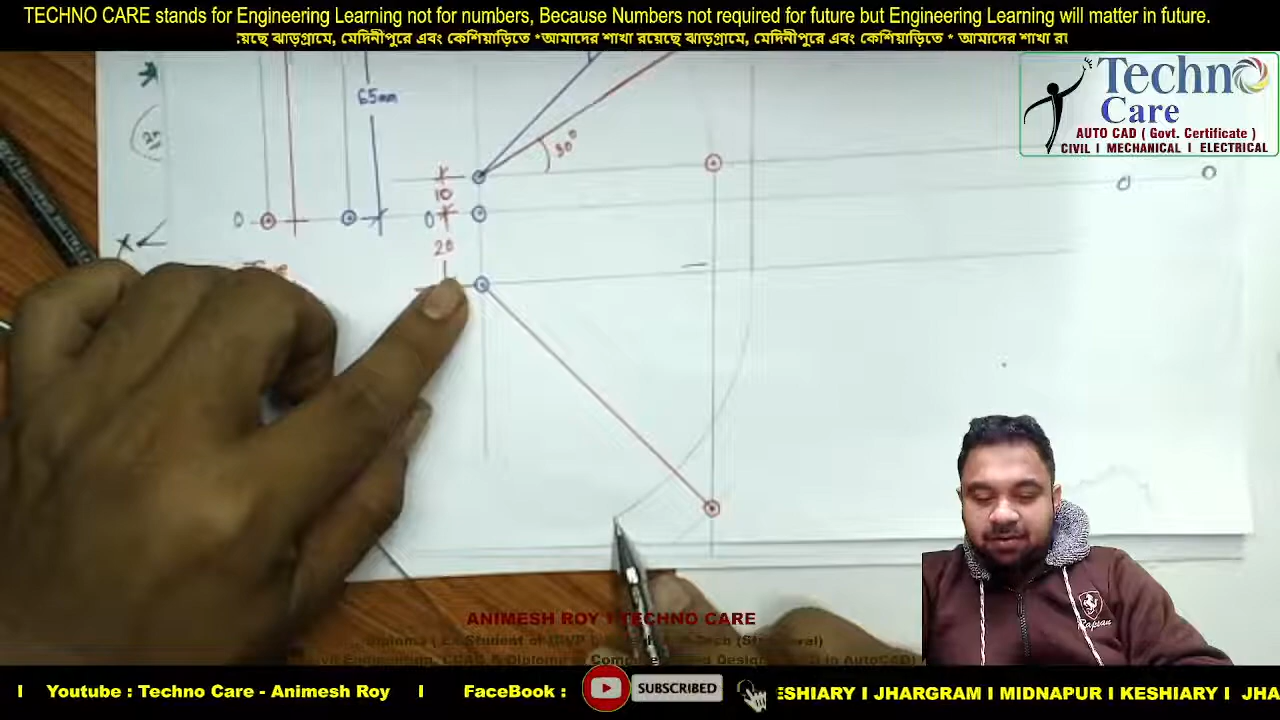 TECHNO CARE stands for Engineering Learning not for numbers, Because Numbers not required for future but Engineering Learning will matter in future.
য়েছে ঝাড়গ্রামে, মেদিনীপুরে এবং কেশিয়াড়িতে *আমাদের শাখা রয়েছে ঝাড়গ্রামে, মেদিনীপুরে এবং কেশিয়াড়িতে * আমাদের শাখা রয়
Techno
Care
AUTO CAD ( Govt. Certificate )
CIVIL I MECHANICAL I ELECTRICAL
65mm
30°
10
0
0
20
X
ANIMESH ROY I TECHNO CARE
I Youtube : Techno Care - Animesh Roy I FaceBook :
SUBSCRIBED
ESHIARY I JHARGRAM I MIDNAPUR I KESHIARY I JHA